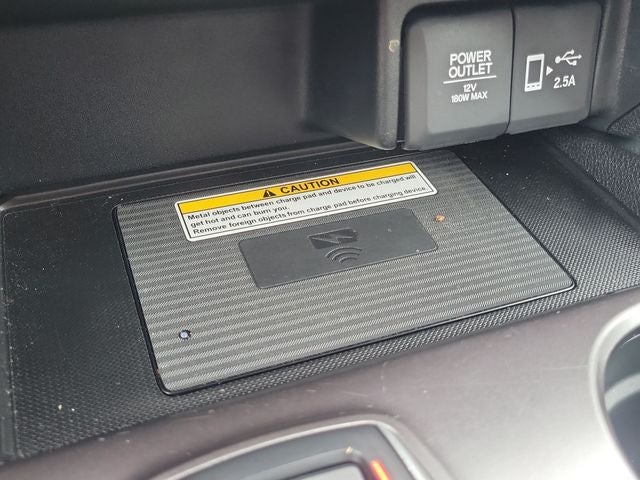 POWER
OUTLET
12V
180W MAX
2.5A
CAUTION
Metal objects between charge pad and device to be charged will
get hot and can burn you.
Remove foreign objects from charge pad before charging device.